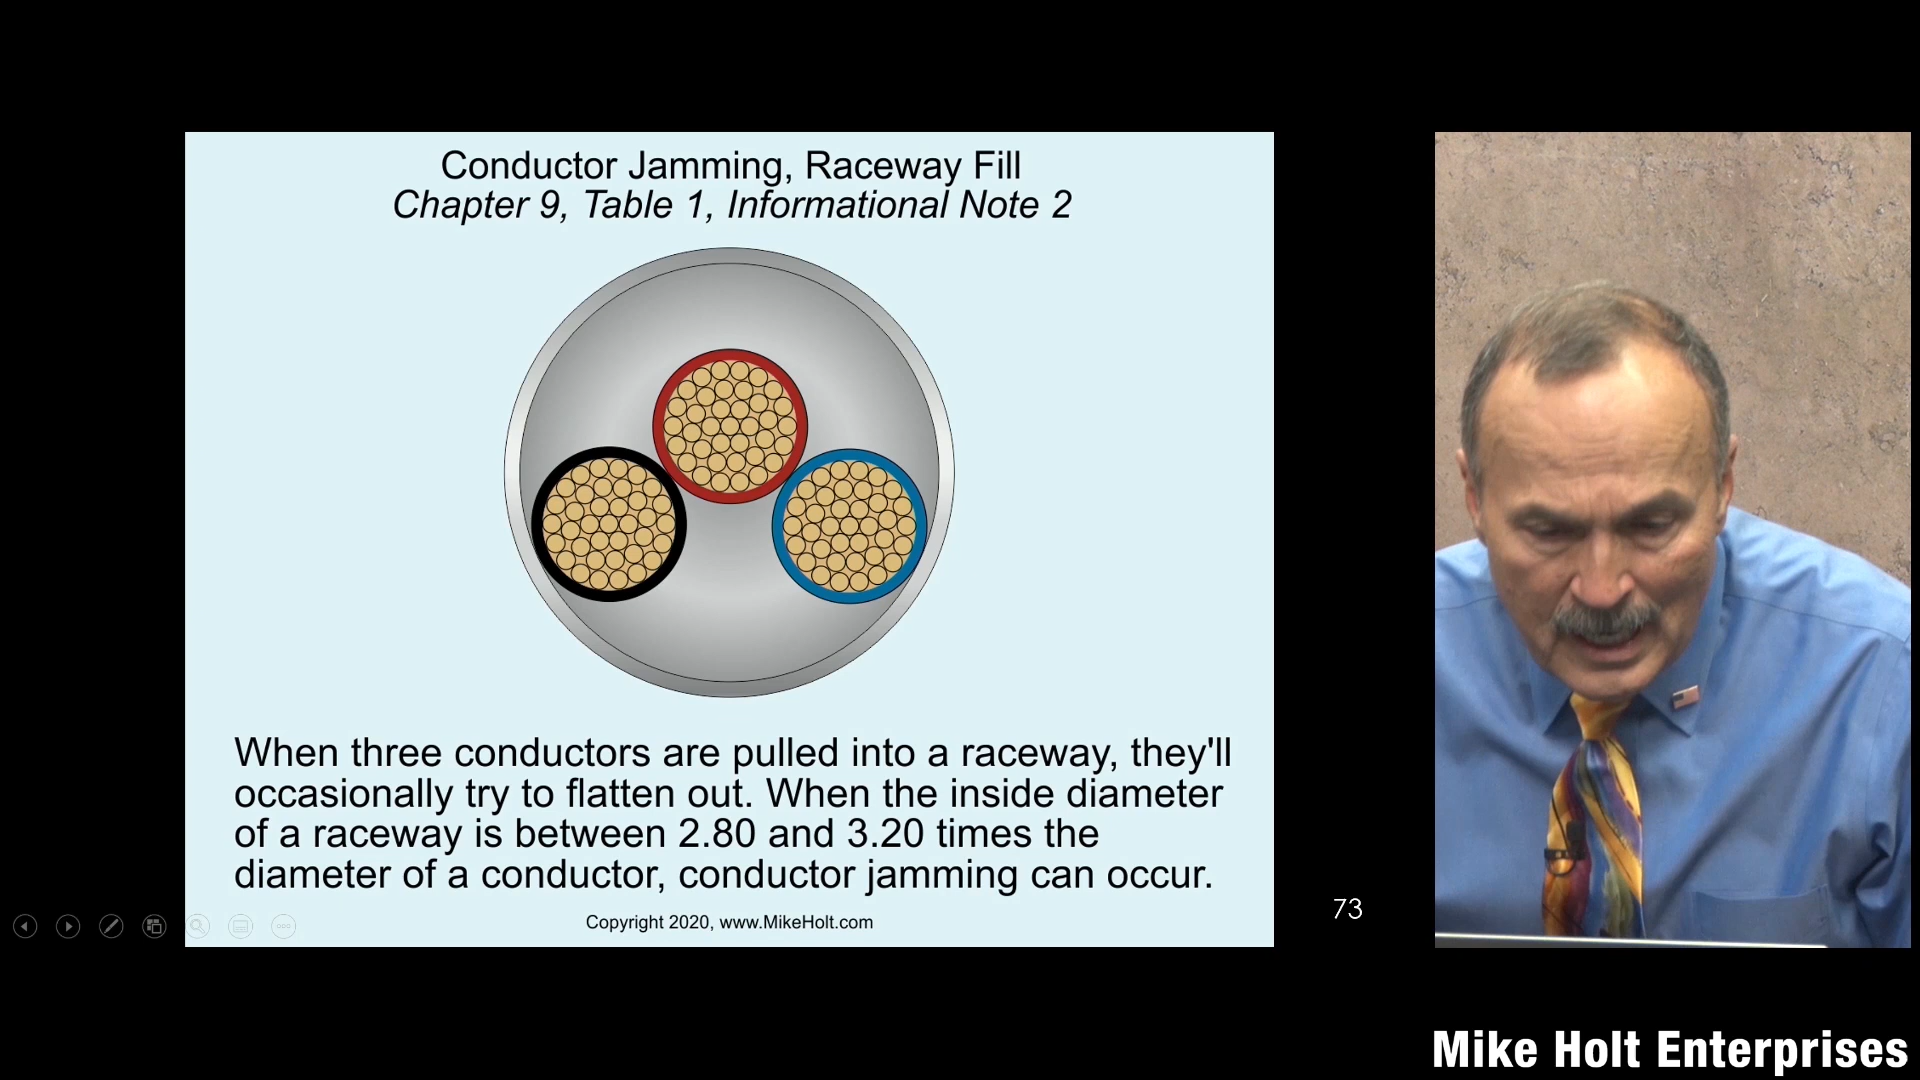 Conductor Jamming, Raceway Fill
Chapter 9, Table 1, Informational Note 2
When three conductors are pulled into a raceway, they'll
occasionally try to flatten out. When the inside diameter
of a raceway is between 2.80 and 3.20 times the
diameter of a conductor, conductor jamming can occur.
Copyright 2020, www.MikeHolt.com
73
Mike Holt Enterprises